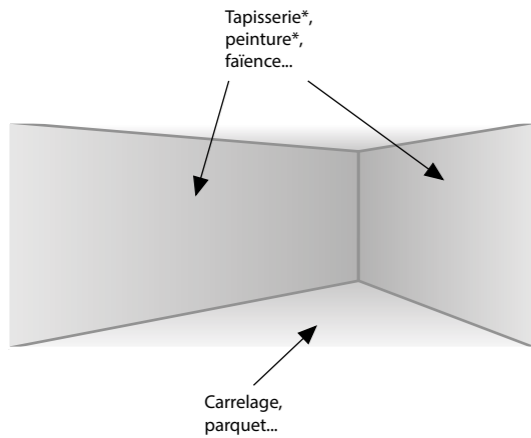 Tapisserie*,
peinture*,
faïence...
Carrelage,
parquet...